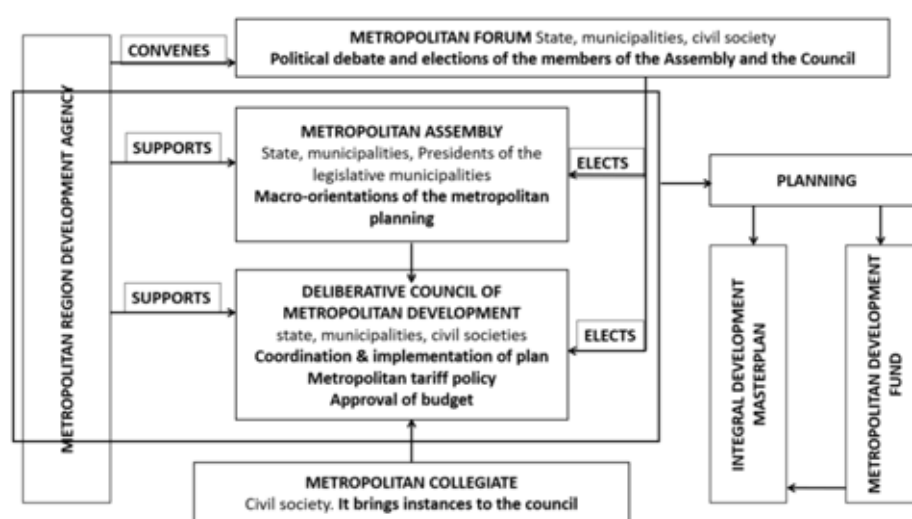 METROPOLITAN REGION DEVELOPMENT AGENCY
CONVENES
METROPOLITAN FORUM State, municipalities, civil society
Political debate and elections of the members of the Assembly and the Council
SUPPORTS
METROPOLITAN ASSEMBLY
State, municipalities, Presidents of the
legislative municipalities
Macro-orientations of the metropolitan
planning
ELECTS
PLANNING
SUPPORTS
DELIBERATIVE COUNCIL OF
METROPOLITAN DEVELOPMENT
state, municipalities, civil societies
Coordination & implementation of plan
Metropolitan tariff policy
Approval of budget
ELECTS
INTEGRAL DEVELOPMENT
MASTERPLAN
METROPOLITAN DEVELOPMENT
FUND
METROPOLITAN COLLEGIATE
Civil society. It brings instances to the council